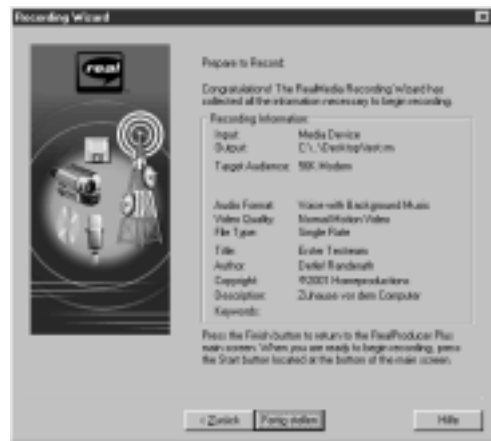 Recording Wizard
real
Prepare to Record:
Congratulations! The RealMedia Recording Wizard has
collected all the information necessary to begin recording.
Recording Information:
Input: Media Device
Output: C:\..\Desktop\test.rm
Target Audience: 56K Modem
Audio Format: Voice with Background Music
Video Quality: Normal Motion Video
File Type: Single Rate
Title: Erster
Author: Detlef
Copyright: ©2001 Homeproductions
Description: Zuhause vor dem Computer
Keywords:
Press the Finish button to return to the RealProducer Plus
main screen. When you are ready to begin recording, press
the Start button located at the bottom of the main screen.
< Zurück
Fertig stellen
Hilfe